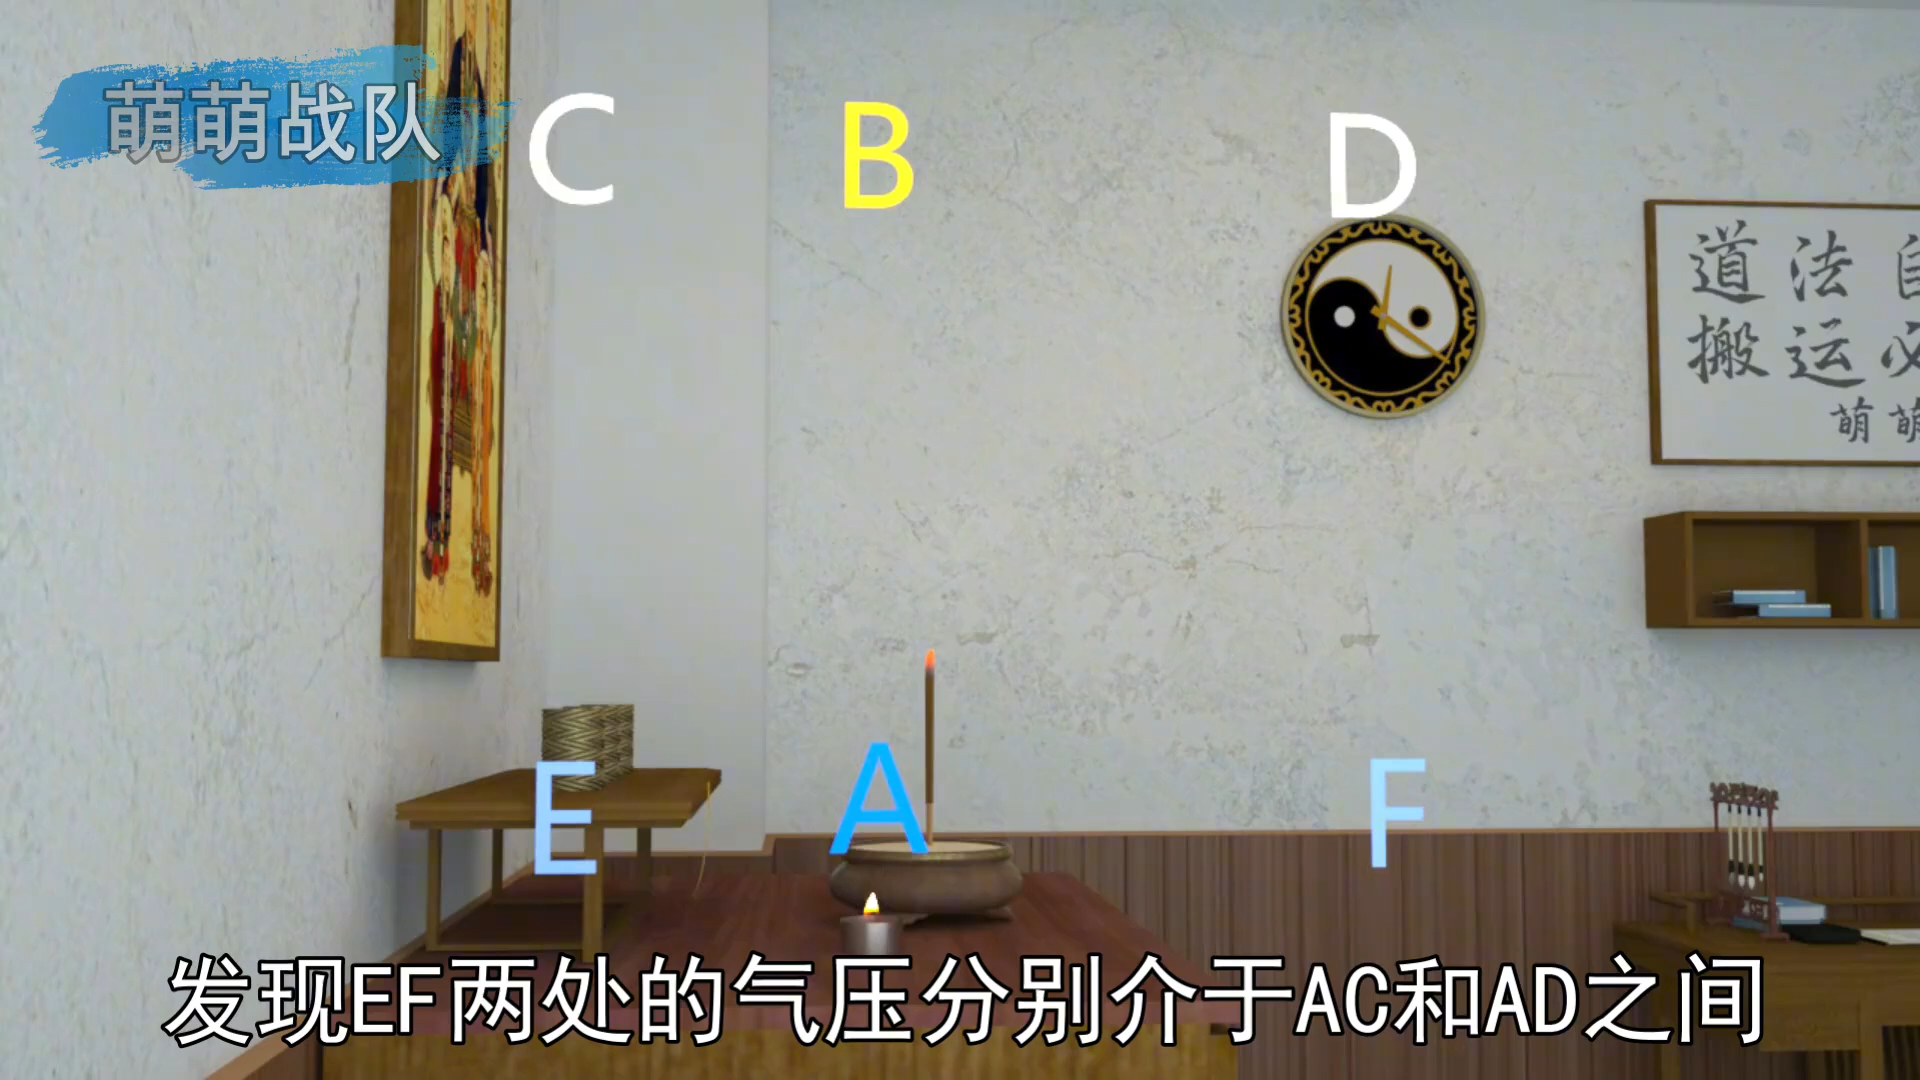 萌萌战队
C B D
道法自
搬运必
萌萌
E A F
发现EF两处的气压分别介于AC和AD之间